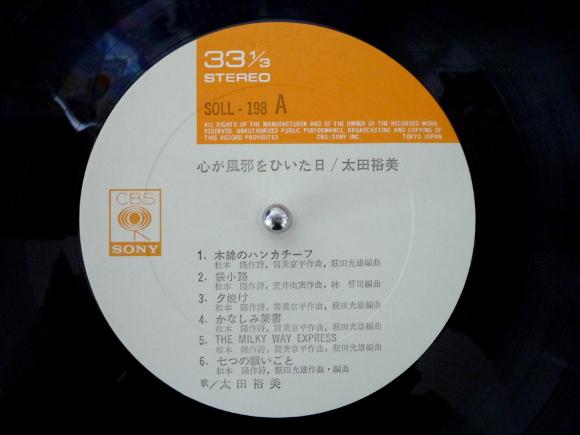 33 1/3
STEREO
SOLL - 198 A
ALL RIGHTS OF THE MANUFACTURER AND OF THE OWNER OF THE RECORDED WORK
RESERVED. UNAUTHORIZED PUBLIC PERFORMANCE, BROADCASTING AND COPYING OF
THIS RECORD PROHIBITED. CBS/SONY INC. TOKYO JAPAN
心が風邪をひいた日/太田裕美
CBS
SONY
1. 木綿のハンカチーフ
松本 隆作詩, 筒美京平作曲, 萩田光雄編曲
2. 袋小路
松本 隆作詩, 荒井由実作曲, 林 哲司編曲
3. 夕焼け
松本 隆作詩, 筒美京平作曲, 萩田光雄編曲
4. かなしみ葉書
松本 隆作詩, 筒美京平作曲, 萩田光雄編曲
5. THE MILKY WAY EXPRESS
松本 隆作詩, 筒美京平作曲, 萩田光雄編曲
6. 七つの願いごと
松本 隆作詩, 萩田光雄作曲・編曲
歌/太田裕美